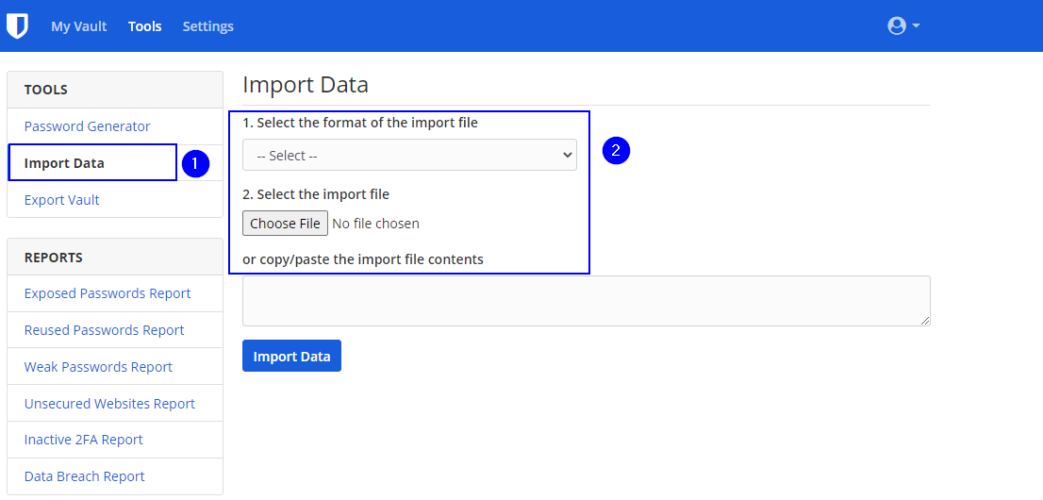 My Vault Tools Settings
TOOLS
Password Generator
Import Data
1
Export Vault
REPORTS
Exposed Passwords Report
Reused Passwords Report
Weak Passwords Report
Unsecured Websites Report
Inactive 2FA Report
Data Breach Report
Import Data
1. Select the format of the import file
-- Select --
2
2. Select the import file
Choose File No file chosen
or copy/paste the import file contents
Import Data